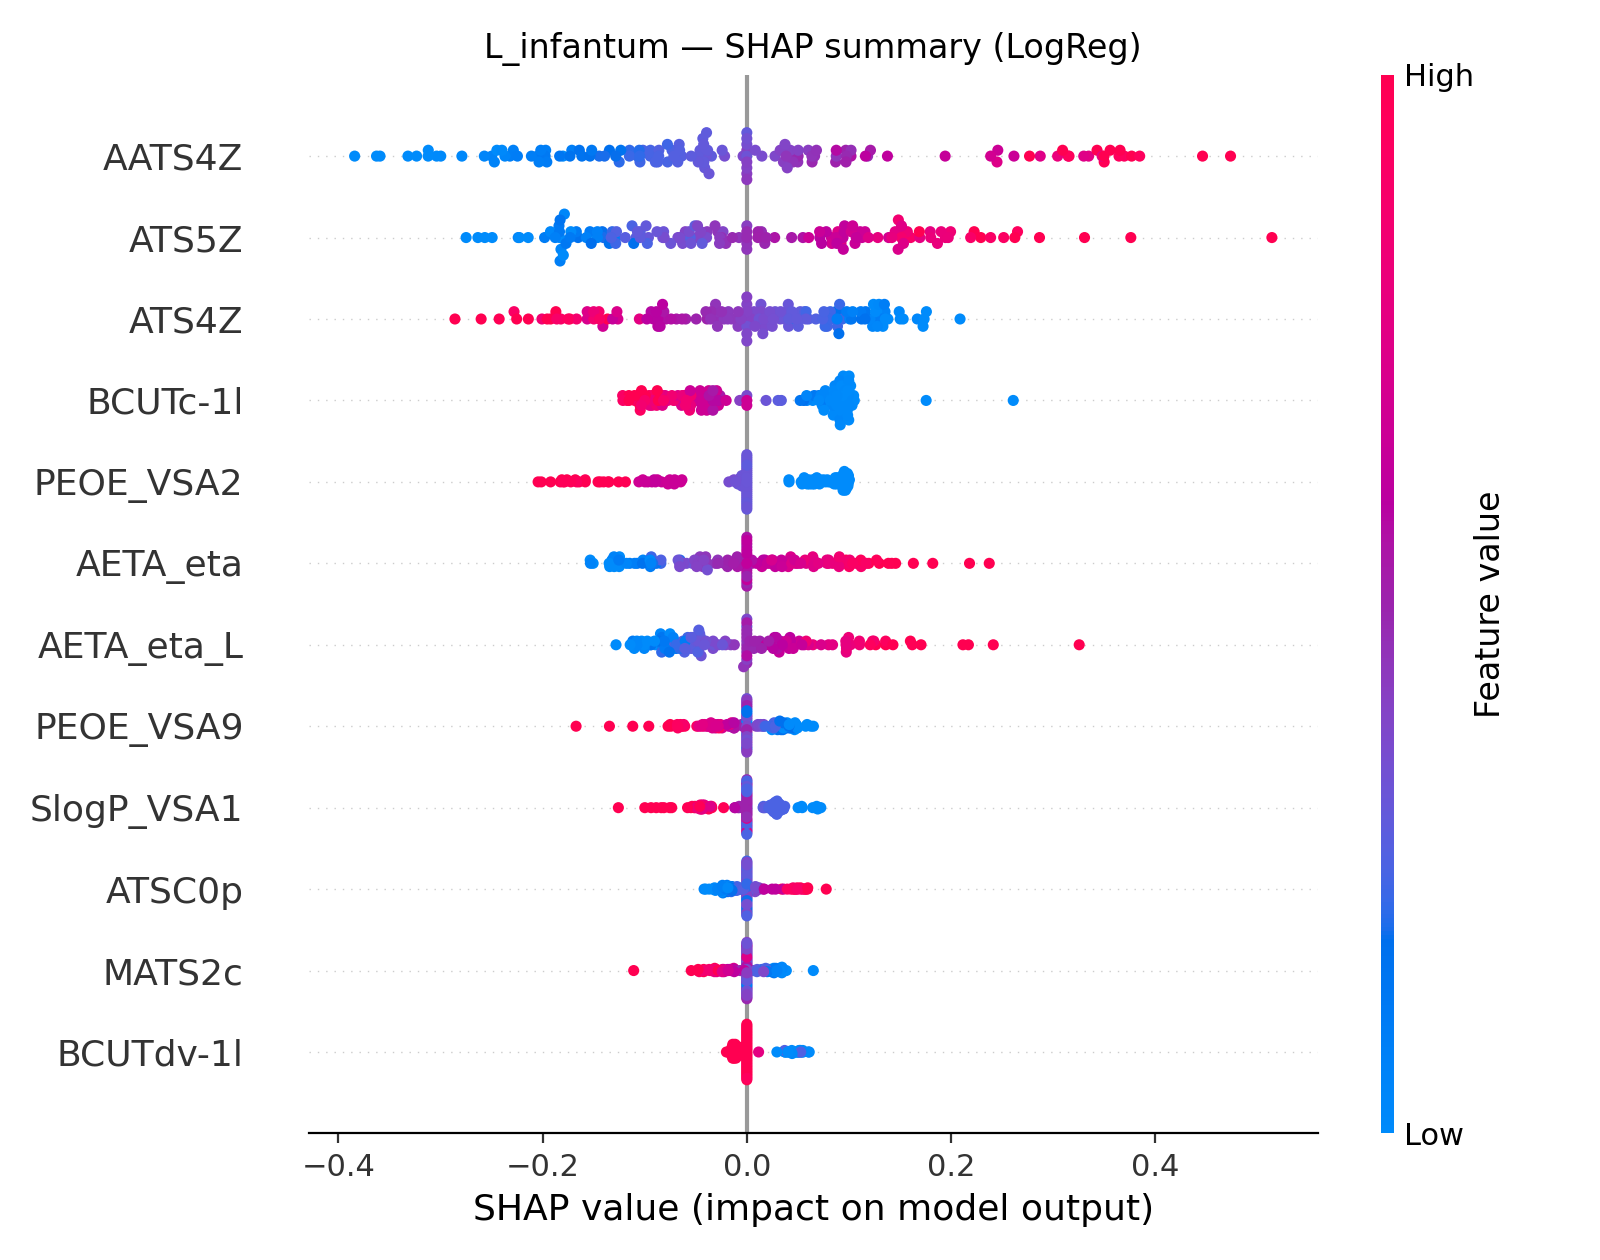 L_infantum — SHAP summary (LogReg)
High
AATS4Z
ATS5Z
ATS4Z
BCUTc-1l
PEOE_VSA2
AETA_eta
AETA_eta_L
PEOE_VSA9
SlogP_VSA1
ATSC0p
MATS2c
BCUTdv-1l
Feature value
Low
−0.4 −0.2 0.0 0.2 0.4
SHAP value (impact on model output)